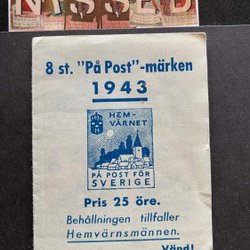 NISSED
8 st. "På Post"-märken
1943
HEM-
VÄRNET
PÅ POST FÖR
SVERIGE
Pris 25 öre.
Behållningen tillfaller
Hemvärnsmännen.
Vänd!